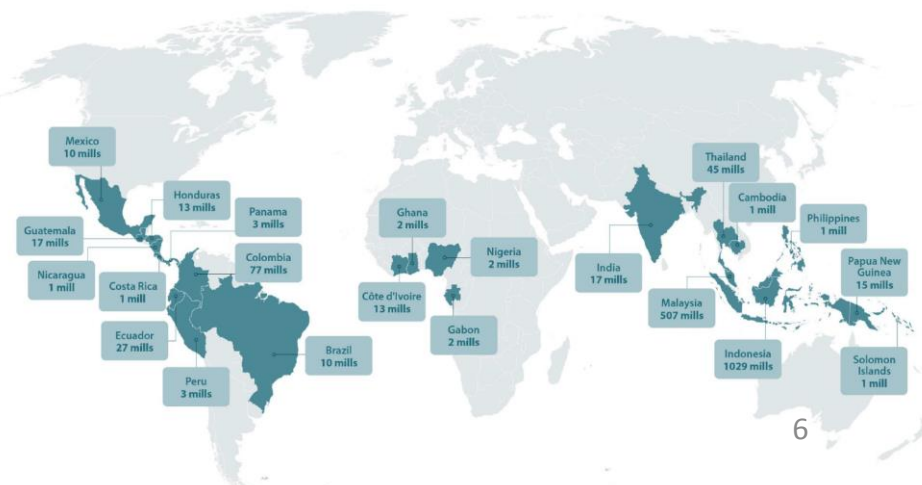 Mexico
10 mills
Honduras
13 mills
Panama
3 mills
Guatemala
17 mills
Colombia
77 mills
Nicaragua
1 mill
Costa Rica
1 mill
Ecuador
27 mills
Peru
3 mills
Brazil
10 mills
Ghana
2 mills
Nigeria
2 mills
Côte d'Ivoire
13 mills
Gabon
2 mills
India
17 mills
Thailand
45 mills
Cambodia
1 mill
Philippines
1 mill
Papua New
Guinea
15 mills
Malaysia
507 mills
Indonesia
1029 mills
Solomon
Islands
1 mill
6